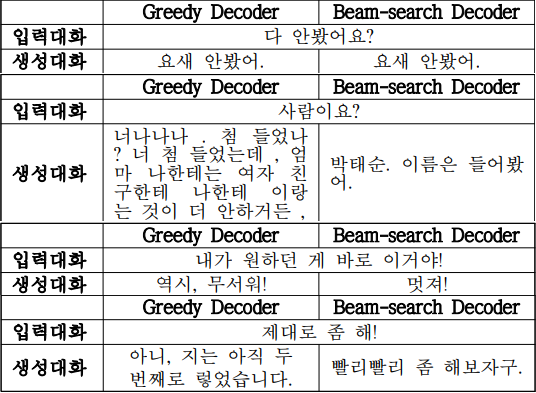 Greedy Decoder Beam-search Decoder
입력대화 다 안봤어요?
생성대화 요새 안봤어. 요새 안봤어.
Greedy Decoder Beam-search Decoder
입력대화 사람이요?
생성대화
너나나나 . 첨 들었나
? 너 첨 들었는데 , 엄
마 나한테는 여자 친
구한테 나한테 이랑
는 것이 더 안하거든 ,
박태순. 이름은 들어봤
어.
Greedy Decoder Beam-search Decoder
입력대화 내가 원하던 게 바로 이거야!
생성대화 역시, 무서워! 멋져!
Greedy Decoder Beam-search Decoder
입력대화 제대로 좀 해!
생성대화
아니, 지는 아직 두
번째로 렇었습니다.
빨리빨리 좀 해보자구.